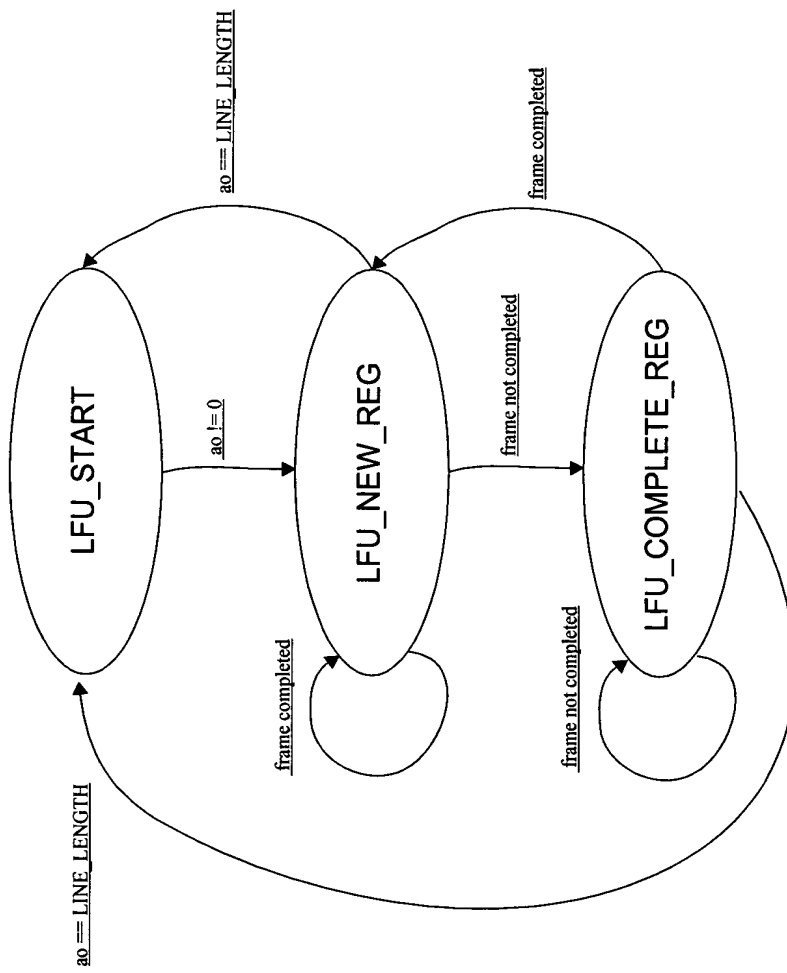 ao == LINE_LENGTH
LFU_START
ao == LINE_LENGTH
ao != 0
frame completed
LFU_NEW_REG
frame not completed
frame completed
frame not completed
LFU_COMPLETE_REG